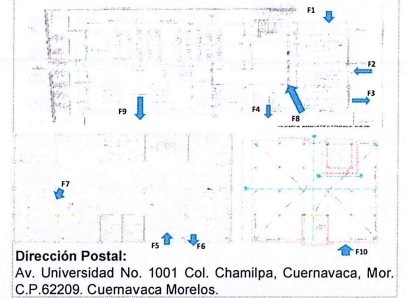 F1
F2
F3
F9
F4
F8
F7
F5
F6
F10
Dirección Postal:
Av. Universidad No. 1001 Col. Chamilpa, Cuernavaca, Mor.
C.P.62209. Cuernavaca Morelos.